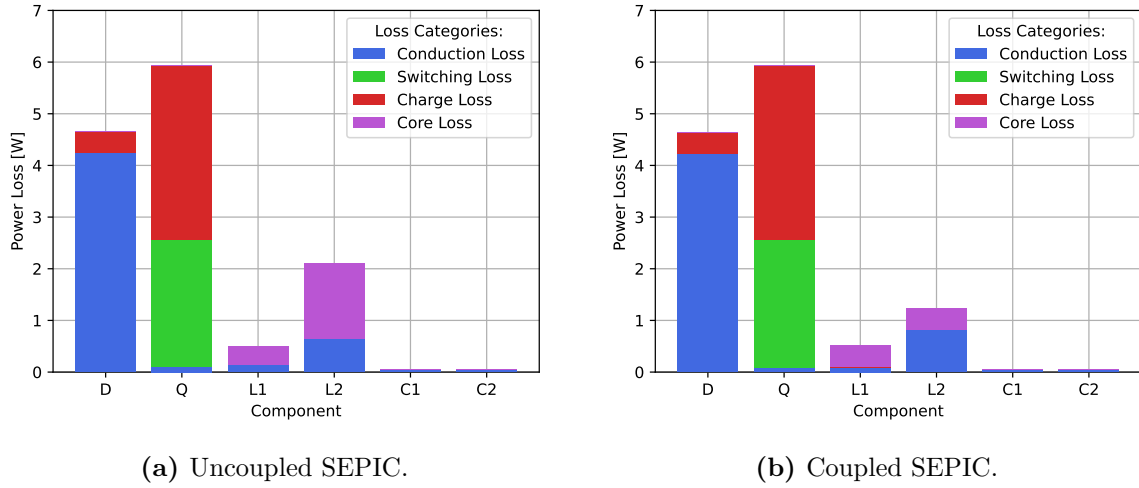 7
6
5
4
3
2
1
0
Power Loss [W]
Loss Categories:
Conduction Loss
Switching Loss
Charge Loss
Core Loss
D Q L1 L2 C1 C2
Component
(a) Uncoupled SEPIC.
7
6
5
4
3
2
1
0
Power Loss [W]
Loss Categories:
Conduction Loss
Switching Loss
Charge Loss
Core Loss
D Q L1 L2 C1 C2
Component
(b) Coupled SEPIC.